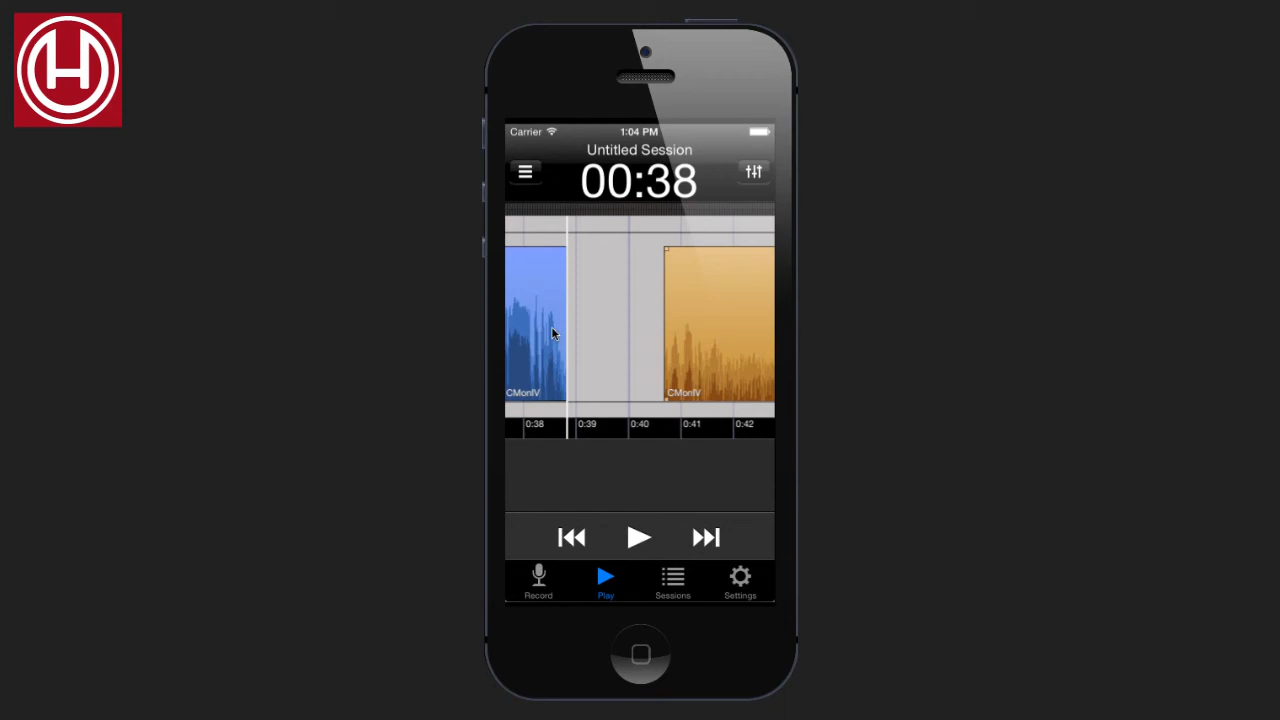 H
Carrier 1:04 PM
Untitled Session
00:38
CMonIV CMonIV
0:38 0:39 0:40 0:41 0:42
Record Play Sessions Settings